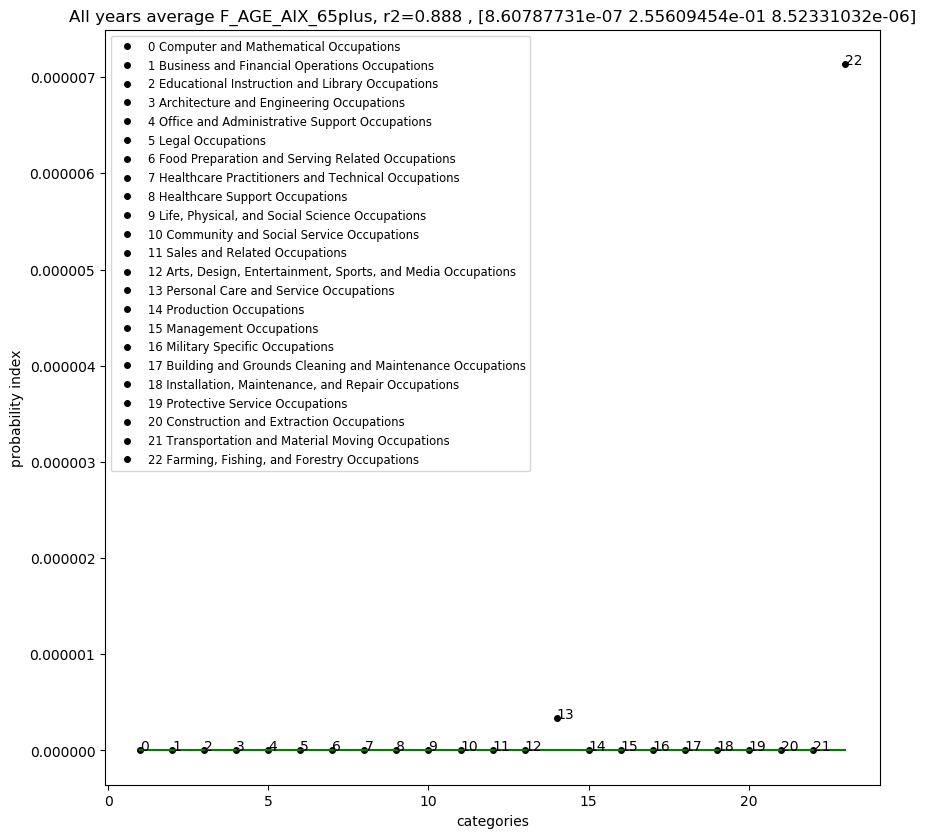 All years average F_AGE_AIX_65plus, r2=0.888 , [8.60787731e-07 2.55609454e-01 8.52331032e-06]
0 Computer and Mathematical Occupations
1 Business and Financial Operations Occupations
2 Educational Instruction and Library Occupations
3 Architecture and Engineering Occupations
4 Office and Administrative Support Occupations
5 Legal Occupations
6 Food Preparation and Serving Related Occupations
7 Healthcare Practitioners and Technical Occupations
8 Healthcare Support Occupations
9 Life, Physical, and Social Science Occupations
10 Community and Social Service Occupations
11 Sales and Related Occupations
12 Arts, Design, Entertainment, Sports, and Media Occupations
13 Personal Care and Service Occupations
14 Production Occupations
15 Management Occupations
16 Military Specific Occupations
17 Building and Grounds Cleaning and Maintenance Occupations
18 Installation, Maintenance, and Repair Occupations
19 Protective Service Occupations
20 Construction and Extraction Occupations
21 Transportation and Material Moving Occupations
22 Farming, Fishing, and Forestry Occupations
22
13
0 1 2 3 4 5 6 7 8 9 10 11 12 14 15 16 17 18 19 20 21
0.000007
0.000006
0.000005
0.000004
0.000003
0.000002
0.000001
0.000000
probability index
0 5 10 15 20
categories